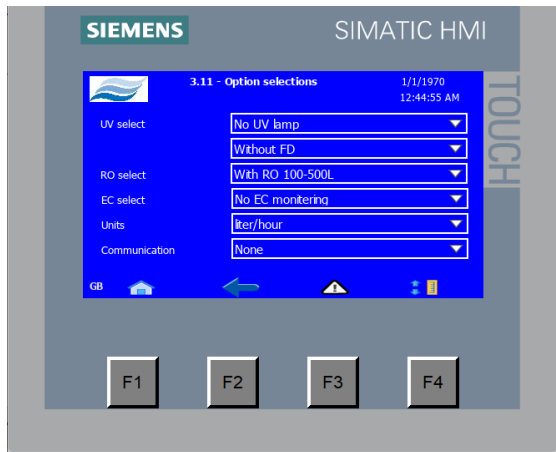 SIEMENS
SIMATIC HMI
TOUCH
3.11 - Option selections
1/1/1970
12:44:55 AM
UV select
No UV lamp
Without FD
RO select
With RO 100-500L
EC select
No EC monitering
Units
liter/hour
Communication
None
GB
F1
F2
F3
F4